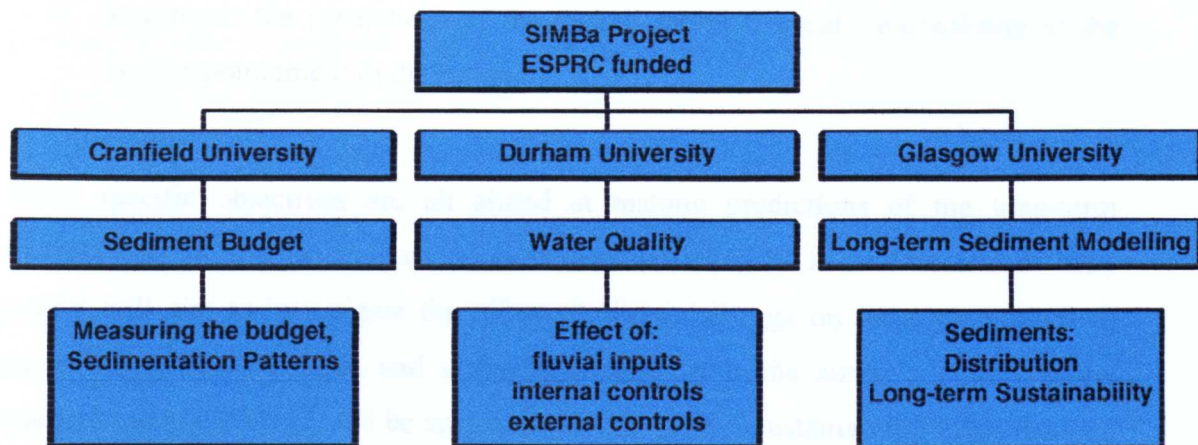 SIMBa Project
ESPRC funded
Cranfield University
Durham University
Glasgow University
Sediment Budget
Water Quality
Long-term Sediment Modelling
Measuring the budget,
Sedimentation Patterns
Effect of:
fluvial inputs
internal controls
external controls
Sediments:
Distribution
Long-term Sustainability